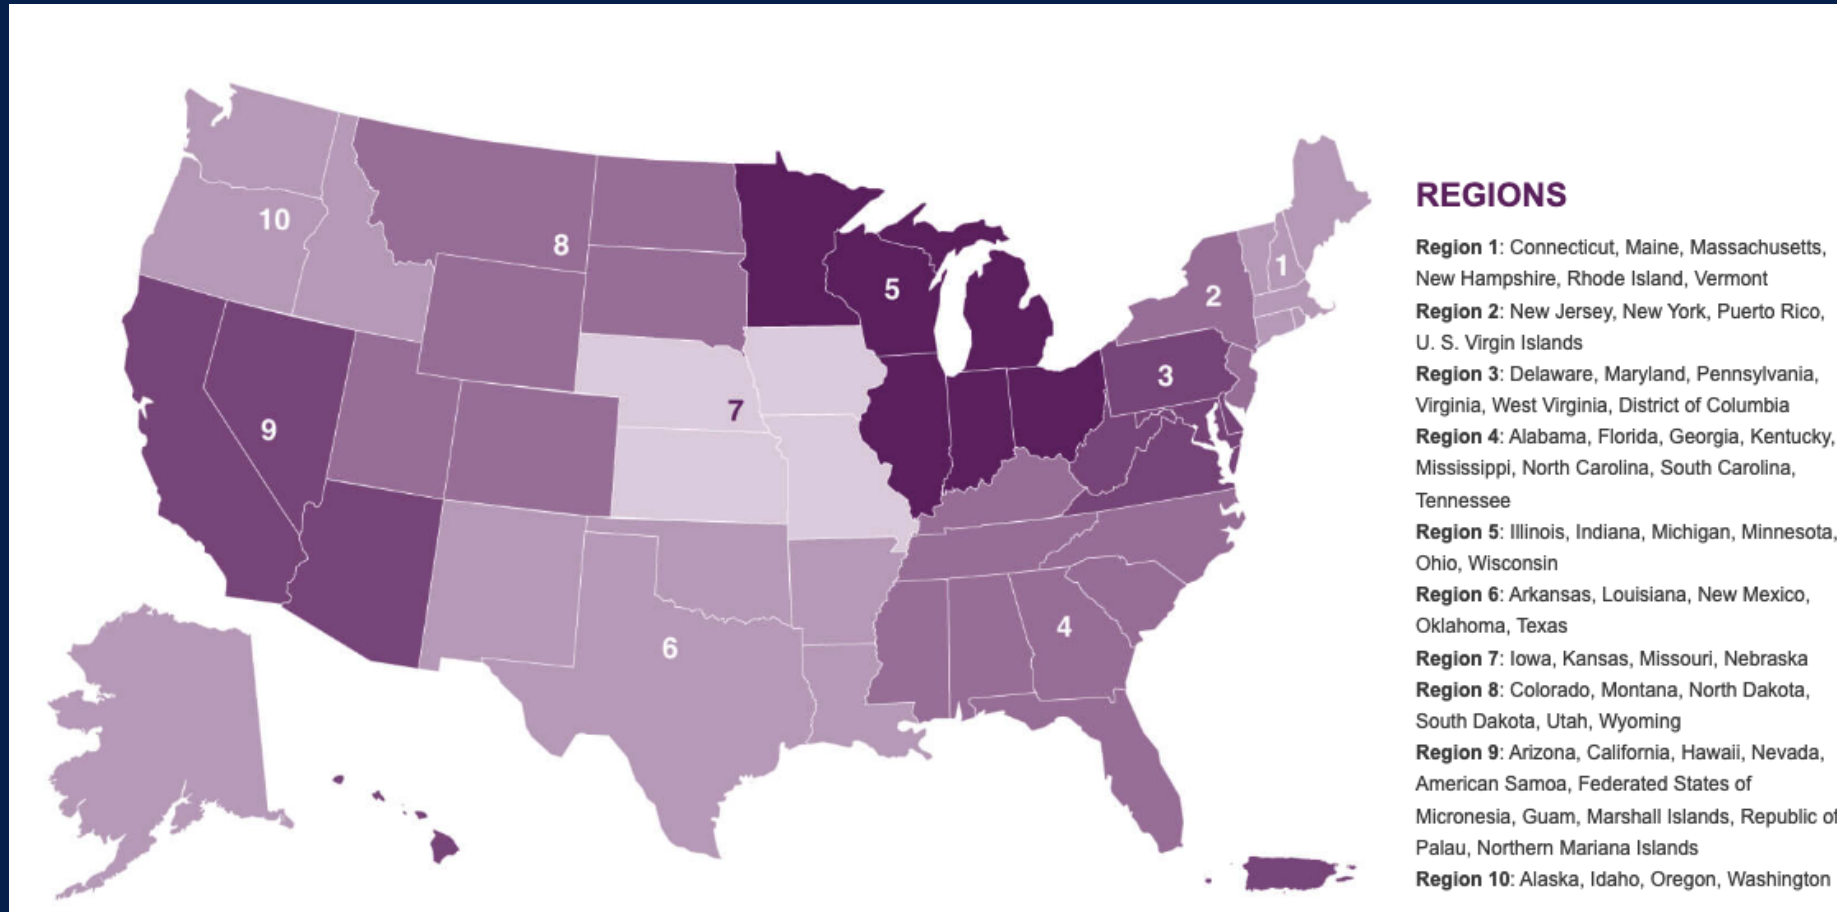 10
8
5
1
2
3
7
9
6
4
REGIONS
Region 1: Connecticut, Maine, Massachusetts,
New Hampshire, Rhode Island, Vermont
Region 2: New Jersey, New York, Puerto Rico,
U. S. Virgin Islands
Region 3: Delaware, Maryland, Pennsylvania,
Virginia, West Virginia, District of Columbia
Region 4: Alabama, Florida, Georgia, Kentucky,
Mississippi, North Carolina, South Carolina,
Tennessee
Region 5: Illinois, Indiana, Michigan, Minnesota,
Ohio, Wisconsin
Region 6: Arkansas, Louisiana, New Mexico,
Oklahoma, Texas
Region 7: Iowa, Kansas, Missouri, Nebraska
Region 8: Colorado, Montana, North Dakota,
South Dakota, Utah, Wyoming
Region 9: Arizona, California, Hawaii, Nevada,
American Samoa, Federated States of
Micronesia, Guam, Marshall Islands, Republic of
Palau, Northern Mariana Islands
Region 10: Alaska, Idaho, Oregon, Washington